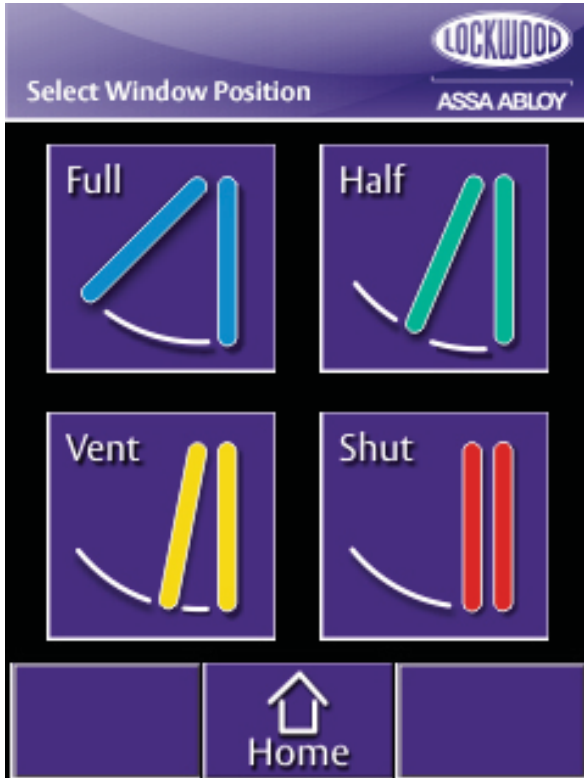 LOCKWOOD
Select Window Position
ASSA ABLOY
Full
Half
Vent
Shut
Home